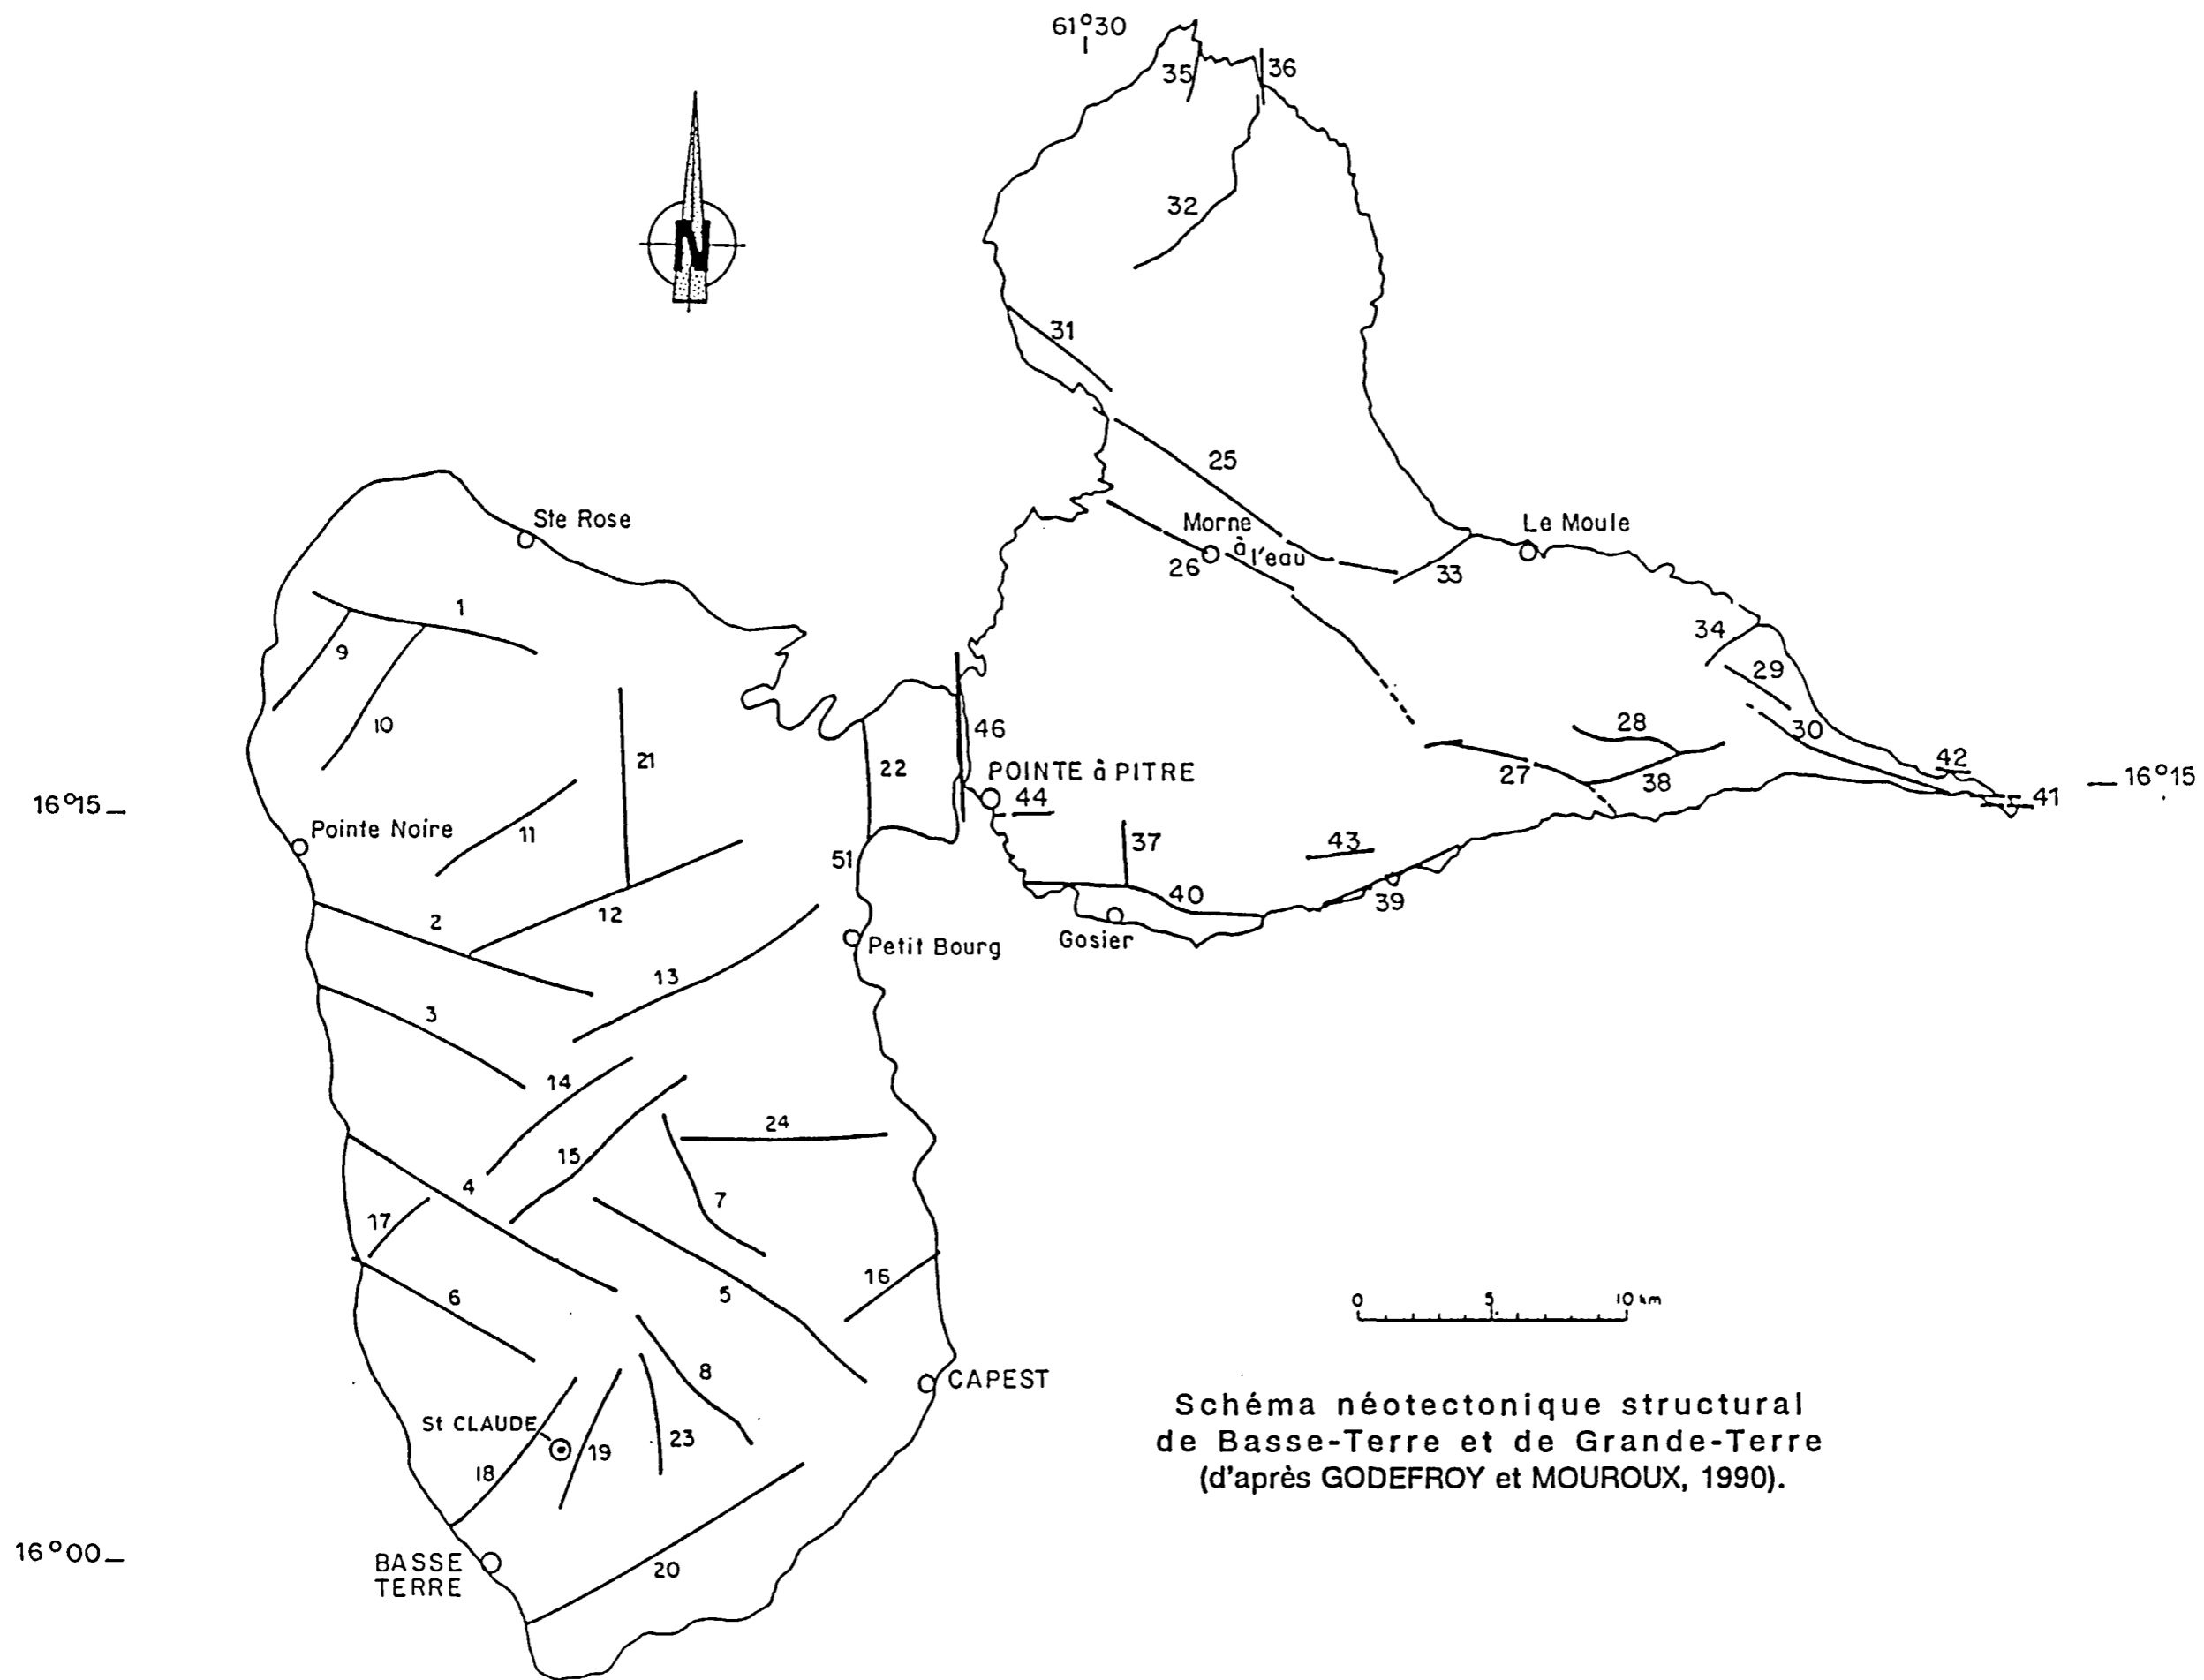 61°30
35
36
32
31
25
Ste Rose
Morne
à
l'eau
26
Le Moule
33
1
9
34
29
10
21
46
28
30
22
POINTE à PITRE
44
27
38
42
16°15
41
16°15
Pointe Noire
11
51
37
43
40
39
2
12
Petit Bourg
Gosier
13
3
14
24
15
4
7
17
16
6
5
0 5 10 km
8
CAPEST
St CLAUDE
19
23
18
Schéma néotectonique structural
de Basse-Terre et de Grande-Terre
(d'après GODEFROY et MOUROUX, 1990).
16°00
BASSE
TERRE
20
N